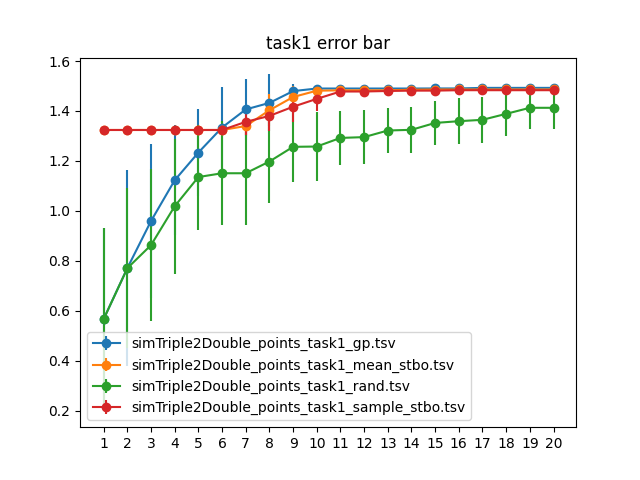 task1 error bar
1.6
1.4
1.2
1.0
0.8
0.6
0.4
0.2
simTriple2Double_points_task1_gp.tsv
simTriple2Double_points_task1_mean_stbo.tsv
simTriple2Double_points_task1_rand.tsv
simTriple2Double_points_task1_sample_stbo.tsv
1 2 3 4 5 6 7 8 9 10 11 12 13 14 15 16 17 18 19 20